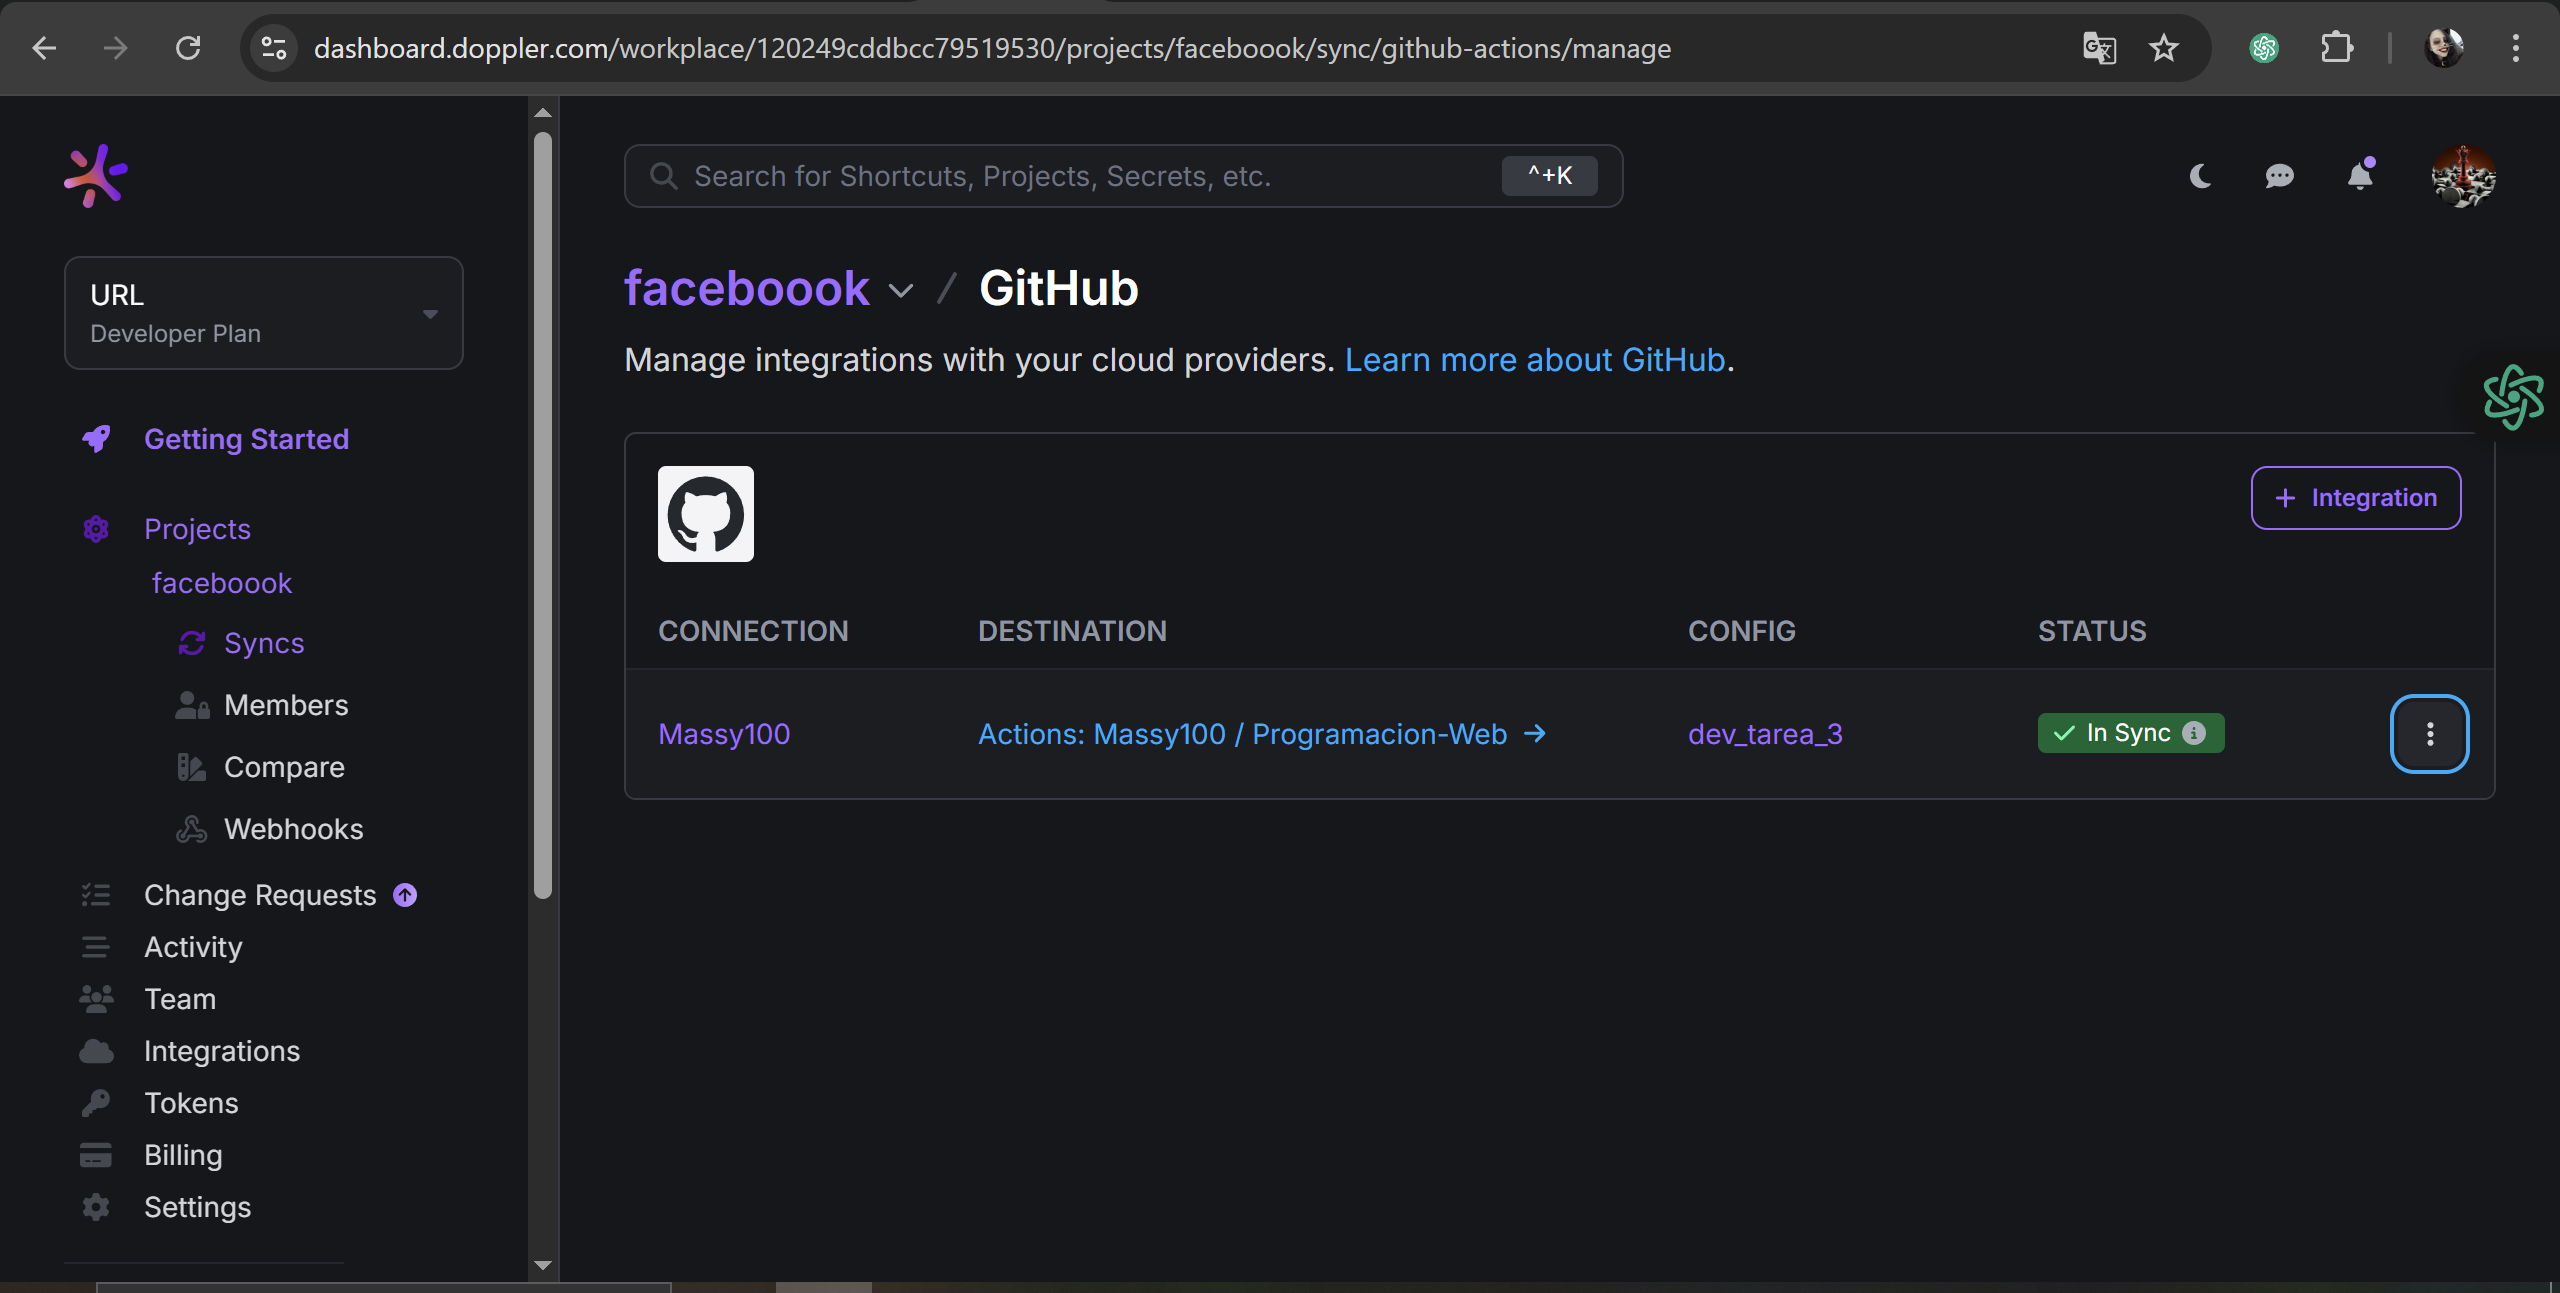 dashboard.doppler.com/workplace/120249cddbcc79519530/projects/faceboook/sync/github-actions/manage
Search for Shortcuts, Projects, Secrets, etc.
^+K
URL
Developer Plan
Getting Started
Projects
faceboook
Syncs
Members
Compare
Webhooks
Change Requests
Activity
Team
Integrations
Tokens
Billing
Settings
faceboook / GitHub
Manage integrations with your cloud providers. Learn more about GitHub.
+ Integration
CONNECTION DESTINATION CONFIG STATUS
Massy100 Actions: Massy100 / Programacion-Web → dev_tarea_3 In Sync